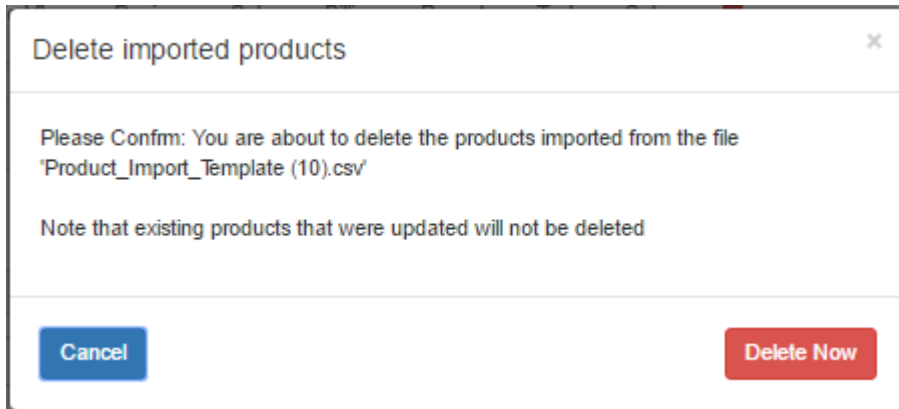 Delete imported products
×
Please Confrm: You are about to delete the products imported from the file
'Product_Import_Template (10).csv'
Note that existing products that were updated will not be deleted
Cancel
Delete Now